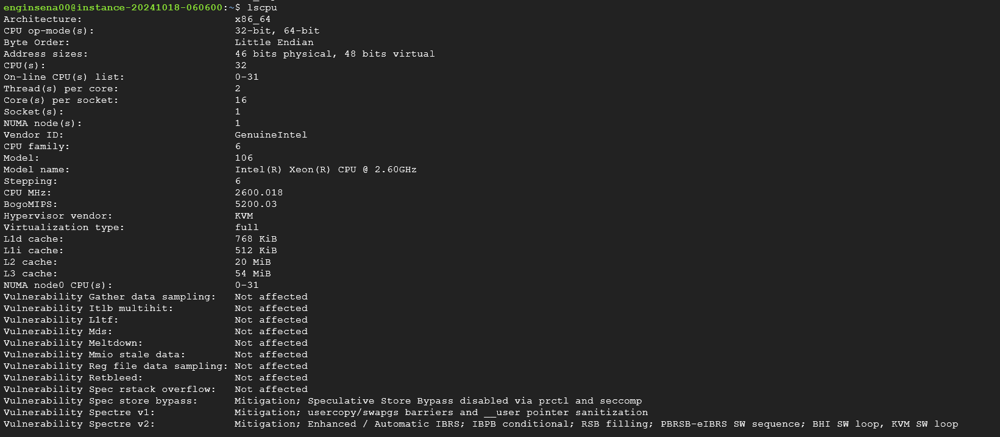 enginsena00@instance-20241018-060600:~$ lscpu
Architecture: x86_64
CPU op-mode(s): 32-bit, 64-bit
Byte Order: Little Endian
Address sizes: 46 bits physical, 48 bits virtual
CPU(s): 32
On-line CPU(s) list: 0-31
Thread(s) per core: 2
Core(s) per socket: 16
Socket(s): 1
NUMA node(s): 1
Vendor ID: GenuineIntel
CPU family: 6
Model: 106
Model name: Intel(R) Xeon(R) CPU @ 2.60GHz
Stepping: 6
CPU MHz: 2600.018
BogoMIPS: 5200.03
Hypervisor vendor: KVM
Virtualization type: full
L1d cache: 768 KiB
L1i cache: 512 KiB
L2 cache: 20 MiB
L3 cache: 54 MiB
NUMA node0 CPU(s): 0-31
Vulnerability Gather data sampling: Not affected
Vulnerability Itlb multihit: Not affected
Vulnerability L1tf: Not affected
Vulnerability Mds: Not affected
Vulnerability Meltdown: Not affected
Vulnerability Mmio stale data: Not affected
Vulnerability Reg file data sampling: Not affected
Vulnerability Retbleed: Not affected
Vulnerability Spec rstack overflow: Not affected
Vulnerability Spec store bypass: Mitigation; Speculative Store Bypass disabled via prctl and seccomp
Vulnerability Spectre v1: Mitigation; usercopy/swapgs barriers and __user pointer sanitization
Vulnerability Spectre v2: Mitigation; Enhanced / Automatic IBRS; IBPB conditional; RSB filling; PBRSB-eIBRS SW sequence; BHI SW loop, KVM SW loop